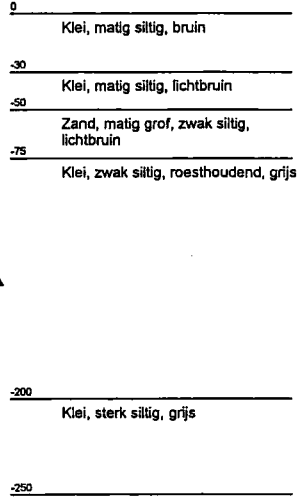 0
Klei, matig siltig, bruin
-30
Klei, matig siltig, lichtbruin
-50
Zand, matig grof, zwak siltig,
lichtbruin
-75
Klei, zwak siltig, roesthoudend, grijs
-200
Klei, sterk siltig, grijs
-250